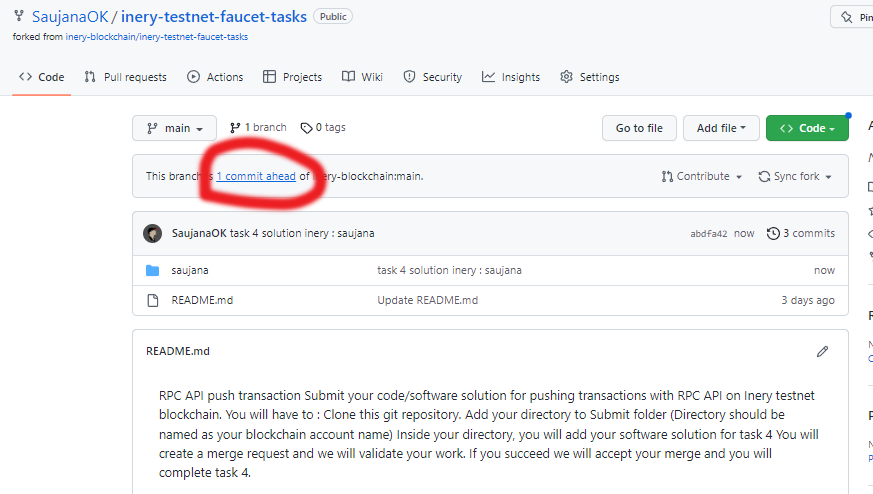 SaujanaOK / inery-testnet-faucet-tasks Public
Pin
forked from inery-blockchain/inery-testnet-faucet-tasks
Code Pull requests Actions Projects Wiki Security Insights Settings
main 1 branch 0 tags Go to file Add file Code
This branch is 1 commit ahead of inery-blockchain:main. Contribute Sync fork
SaujanaOK task 4 solution inery : saujana abdfa42 now 3 commits
saujana task 4 solution inery : saujana now
README.md Update README.md 3 days ago
README.md
RPC API push transaction Submit your code/software solution for pushing transactions with RPC API on Inery testnet
blockchain. You will have to : Clone this git repository. Add your directory to Submit folder (Directory should be
named as your blockchain account name) Inside your directory, you will add your software solution for task 4 You will
create a merge request and we will validate your work. If you succeed we will accept your merge and you will
complete task 4.